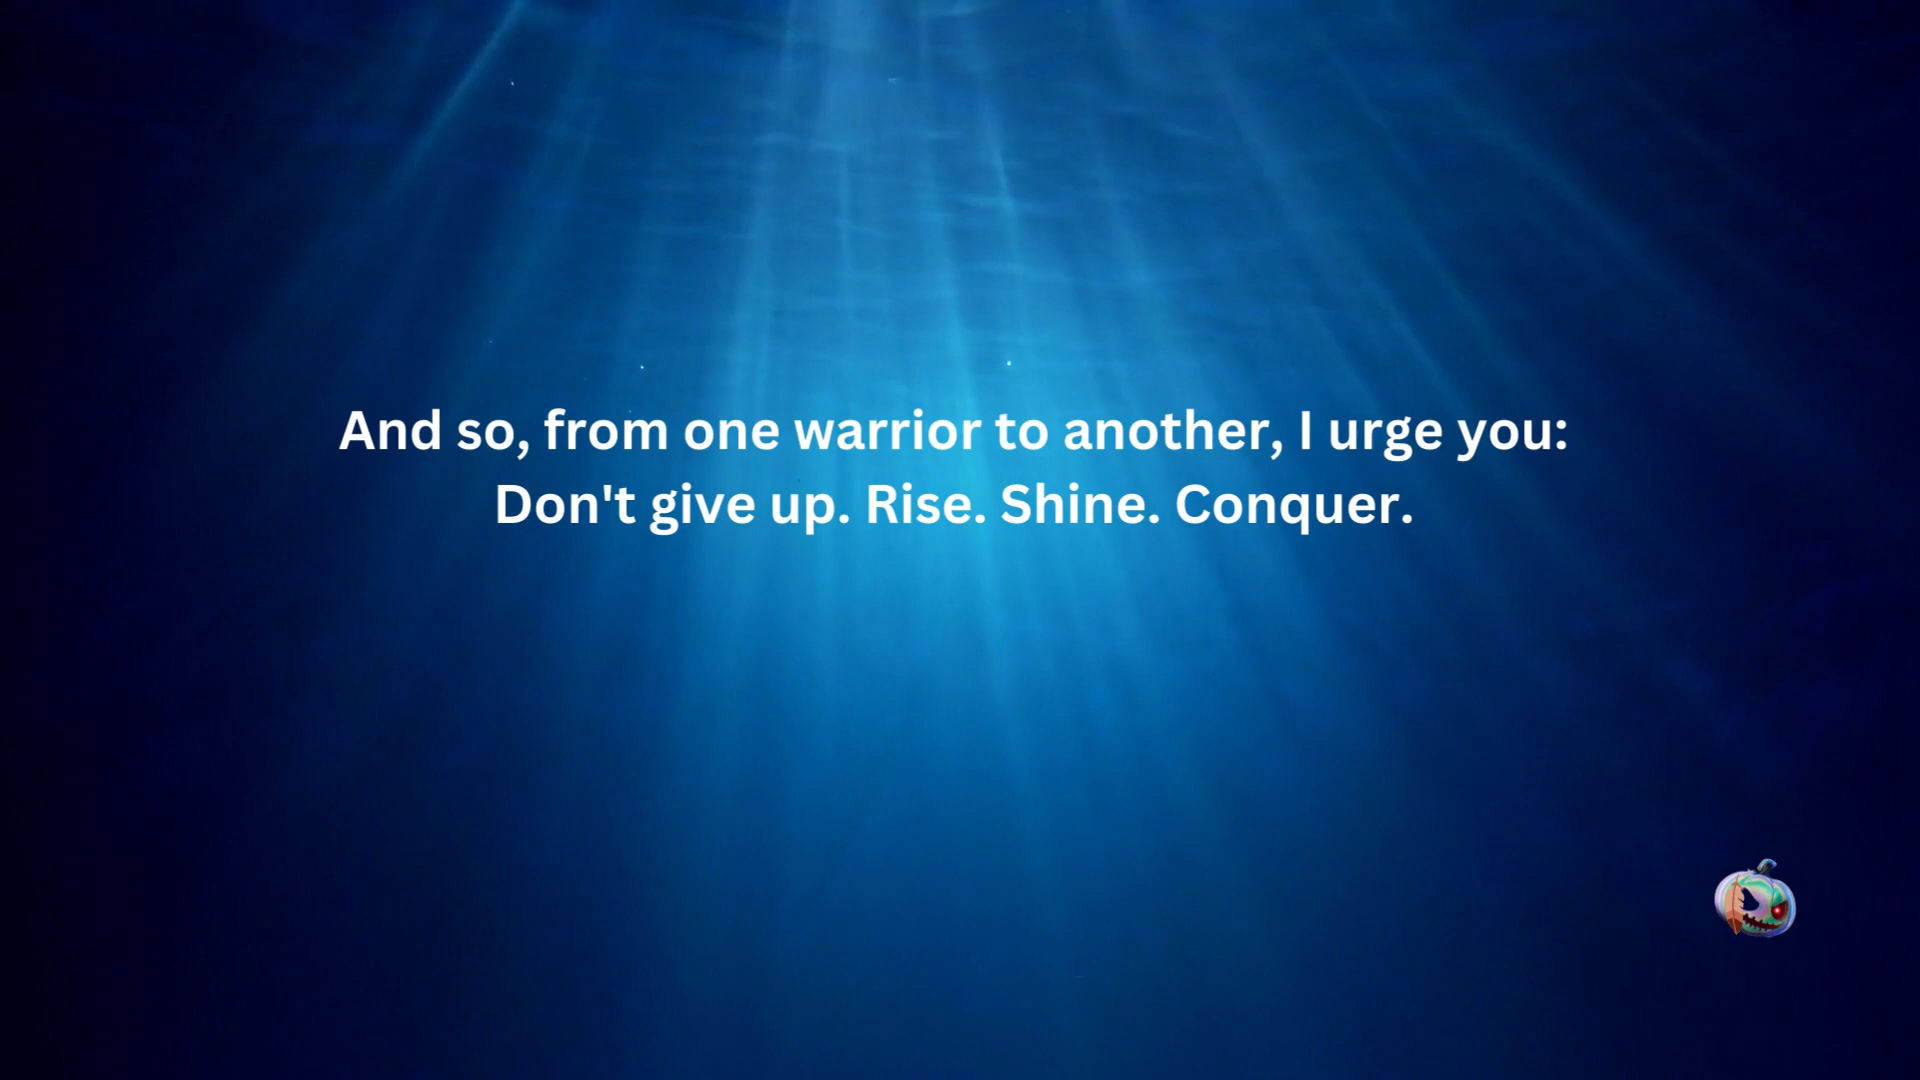 And so, from one warrior to another, I urge you:
Don't give up. Rise. Shine. Conquer.